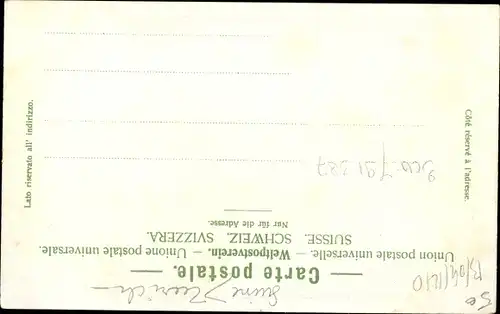 — Carte postale. —
Union postale universelle. — Weltpostverein. — Unione postale universale.
SUISSE. SCHWEIZ. SVIZZERA.
Nur für die Adresse.
Côté réservé à l'adresse.
Lato riservato all' indirizzo.